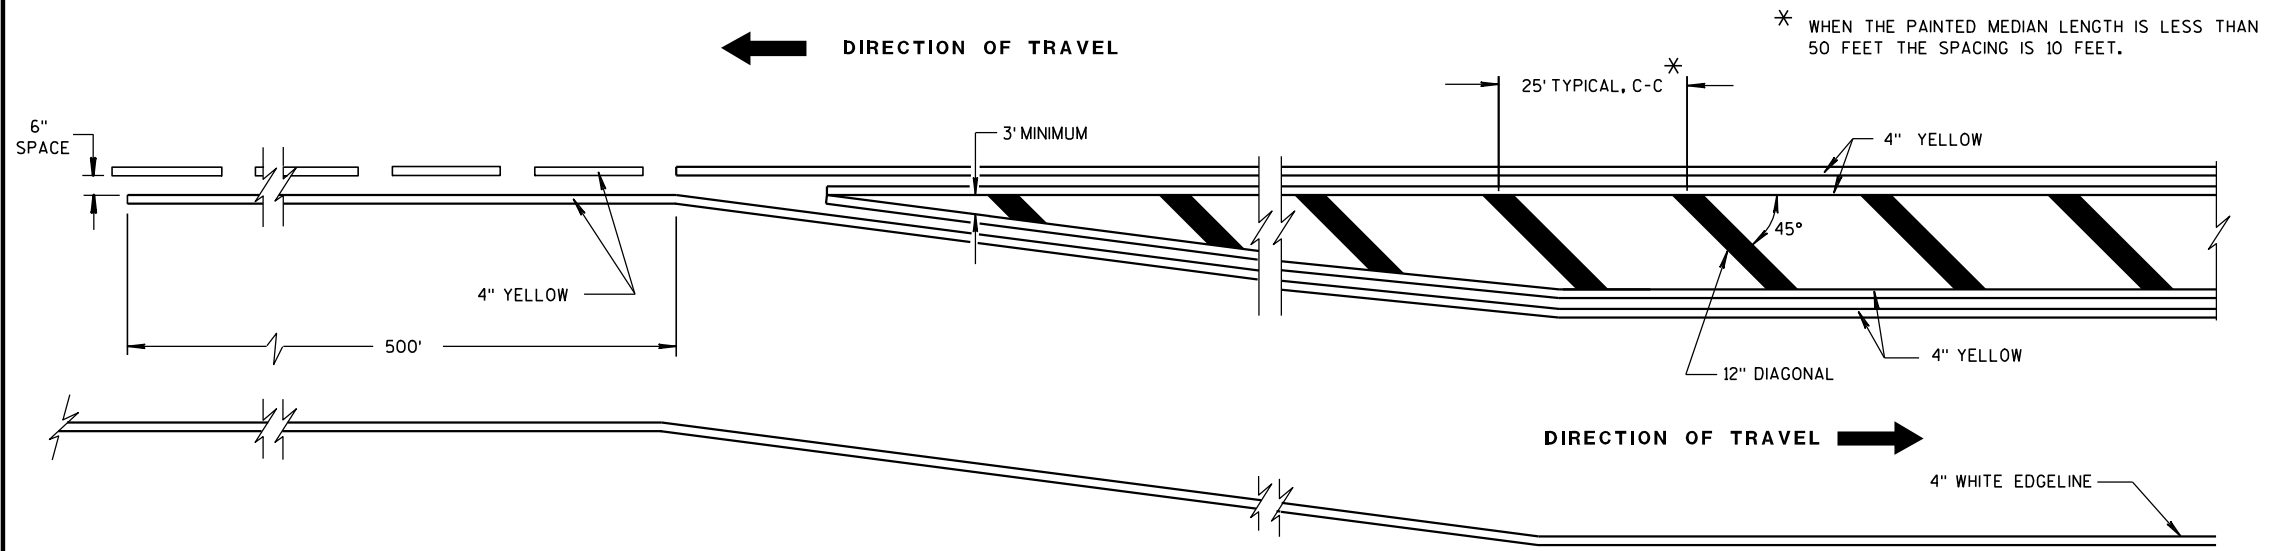 * WHEN THE PAINTED MEDIAN LENGTH IS LESS THAN
50 FEET THE SPACING IS 10 FEET.
DIRECTION OF TRAVEL
25' TYPICAL, C-C *
6"
SPACE
3' MINIMUM
4" YELLOW
45°
4" YELLOW
500'
4" YELLOW
12" DIAGONAL
DIRECTION OF TRAVEL
4" WHITE EDGELINE